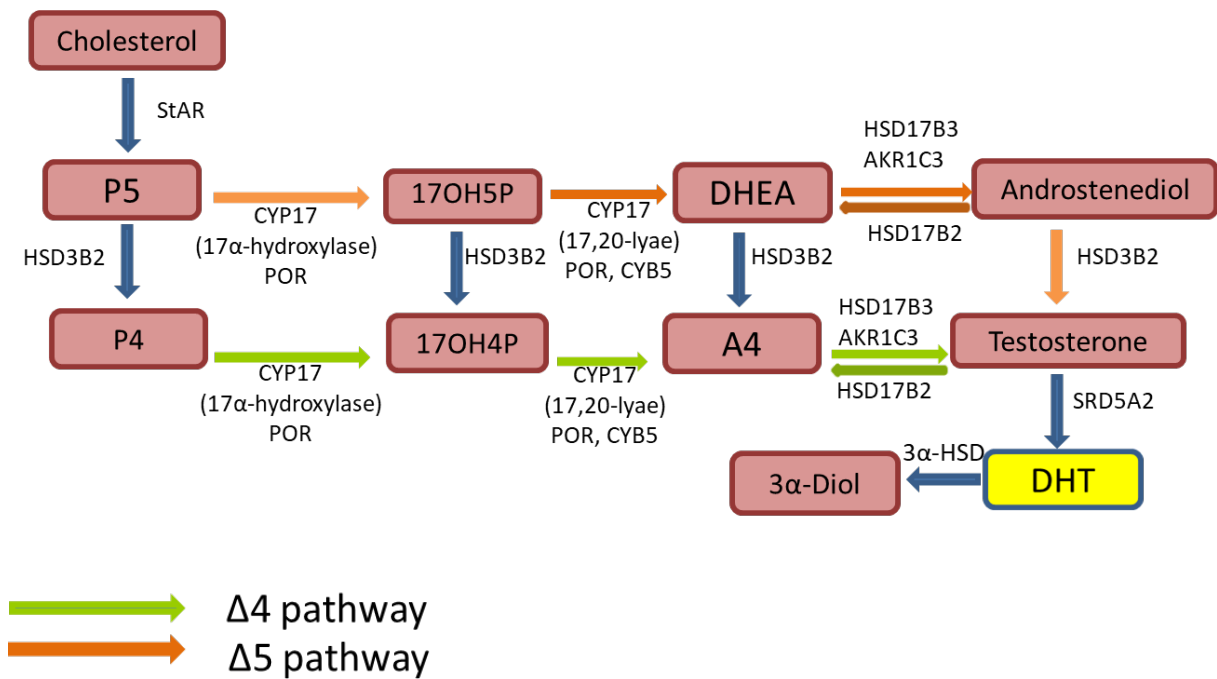 Cholesterol
StAR
HSD17B3
AKR1C3
P5
17OH5P
DHEA
Androstenediol
CYP17
(17α-hydroxylase)
POR
CYP17
(17,20-lyae)
POR, CYB5
HSD17B2
HSD3B2
HSD3B2
HSD3B2
HSD3B2
HSD17B3
AKR1C3
P4
17OH4P
A4
Testosterone
CYP17
(17α-hydroxylase)
POR
CYP17
(17,20-lyae)
POR, CYB5
HSD17B2
SRD5A2
3α-HSD
3α-Diol
DHT
Δ4 pathway
Δ5 pathway